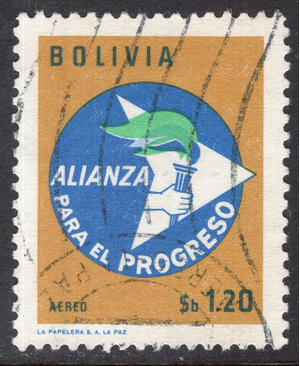 BOLIVIA
ALIANZA
PARA EL PROGRESO
AEREO $b 1.20
LA PAPELERA S. A. LA PAZ